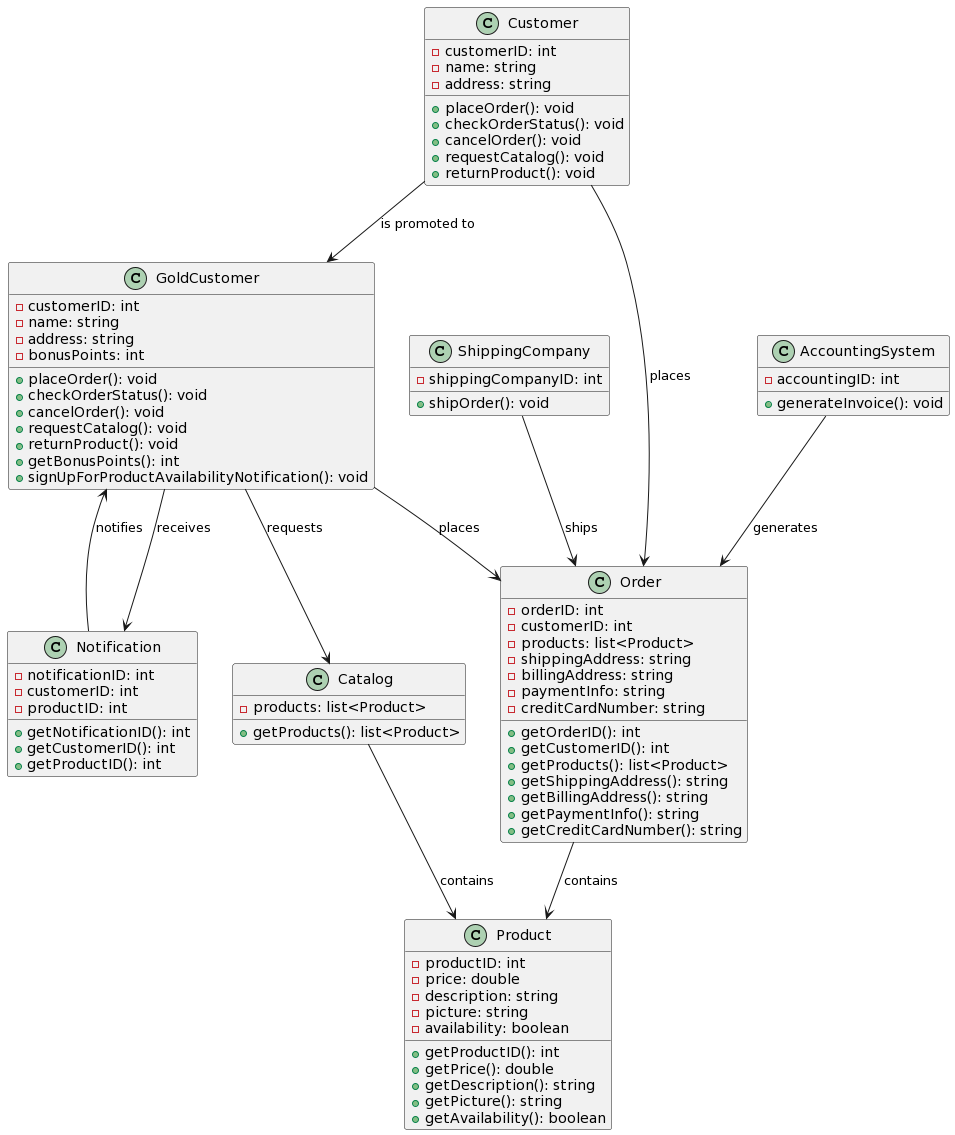 C Customer
customerID: int
name: string
address: string
placeOrder(): void
checkOrderStatus(): void
cancelOrder(): void
requestCatalog(): void
returnProduct(): void
is promoted to
places
C GoldCustomer
customerID: int
name: string
address: string
bonusPoints: int
placeOrder(): void
checkOrderStatus(): void
cancelOrder(): void
requestCatalog(): void
returnProduct(): void
getBonusPoints(): int
signUpForProductAvailabilityNotification(): void
C ShippingCompany
shippingCompanyID: int
shipOrder(): void
C AccountingSystem
accountingID: int
generateInvoice(): void
notifies
receives
requests
places
ships
generates
C Notification
notificationID: int
customerID: int
productID: int
getNotificationID(): int
getCustomerID(): int
getProductID(): int
C Catalog
products: list<Product>
getProducts(): list<Product>
C Order
orderID: int
customerID: int
products: list<Product>
shippingAddress: string
billingAddress: string
paymentInfo: string
creditCardNumber: string
getOrderID(): int
getCustomerID(): int
getProducts(): list<Product>
getShippingAddress(): string
getBillingAddress(): string
getPaymentInfo(): string
getCreditCardNumber(): string
contains
contains
C Product
productID: int
price: double
description: string
picture: string
availability: boolean
getProductID(): int
getPrice(): double
getDescription(): string
getPicture(): string
getAvailability(): boolean